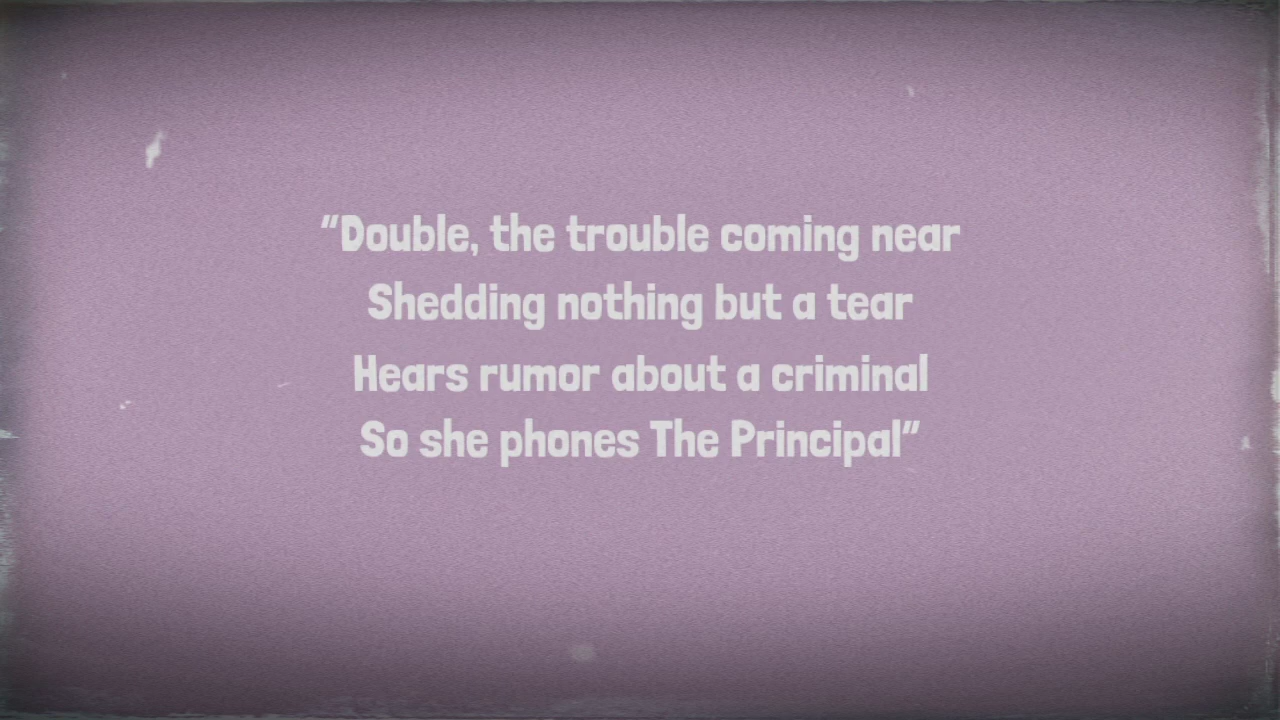 "Double, the trouble coming near
Shedding nothing but a tear
Hears rumor about a criminal
So she phones The Principal"